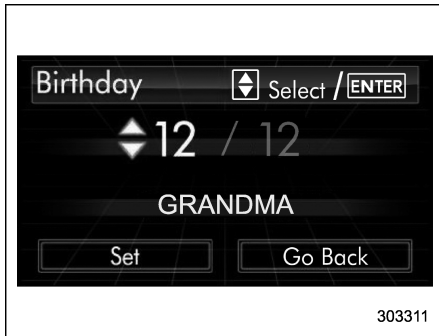 Birthday Select / ENTER
12 / 12
GRANDMA
Set Go Back
303311